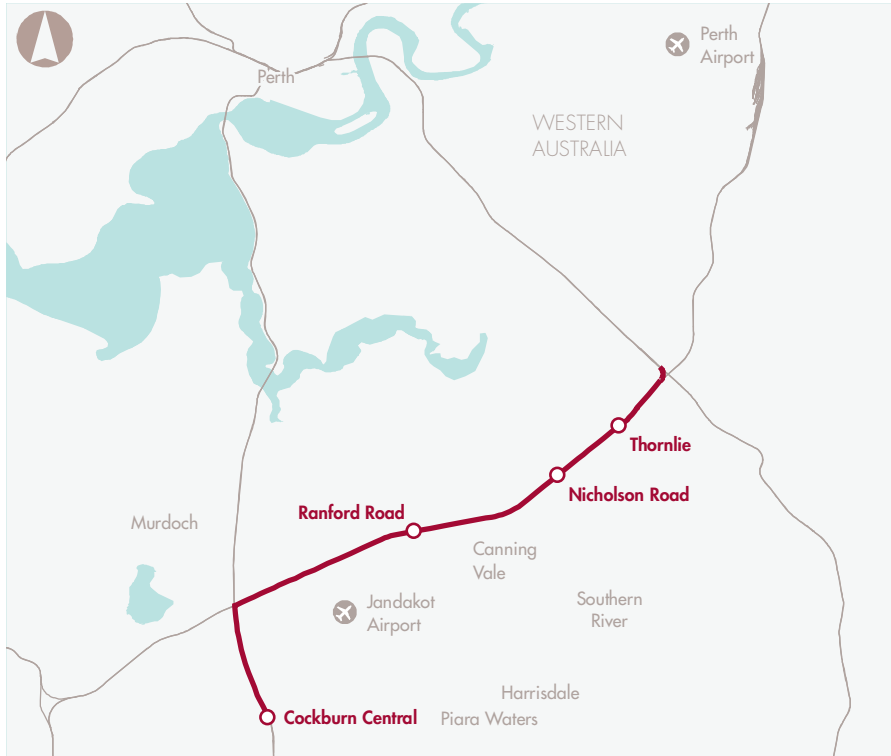 Perth
Perth
Airport
WESTERN
AUSTRALIA
Thornlie
Nicholson Road
Ranford Road
Murdoch
Canning
Vale
Jandakot
Airport
Southern
River
Harrisdale
Cockburn Central
Piara Waters